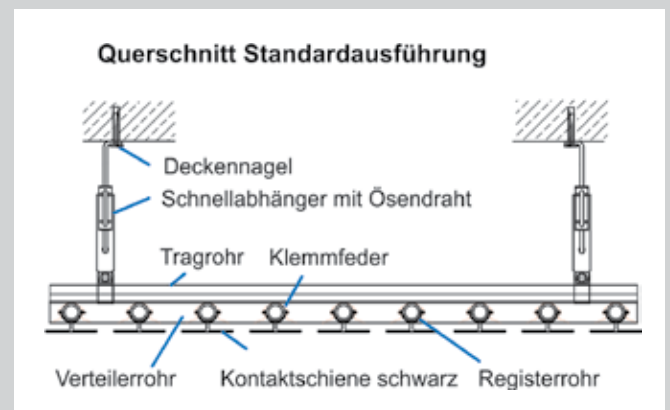 Querschnitt Standardausführung
Deckennagel
Schnellabhänger mit Ösendraht
Tragrohr Klemmfeder
Verteilerrohr Kontaktschiene schwarz Registerrohr